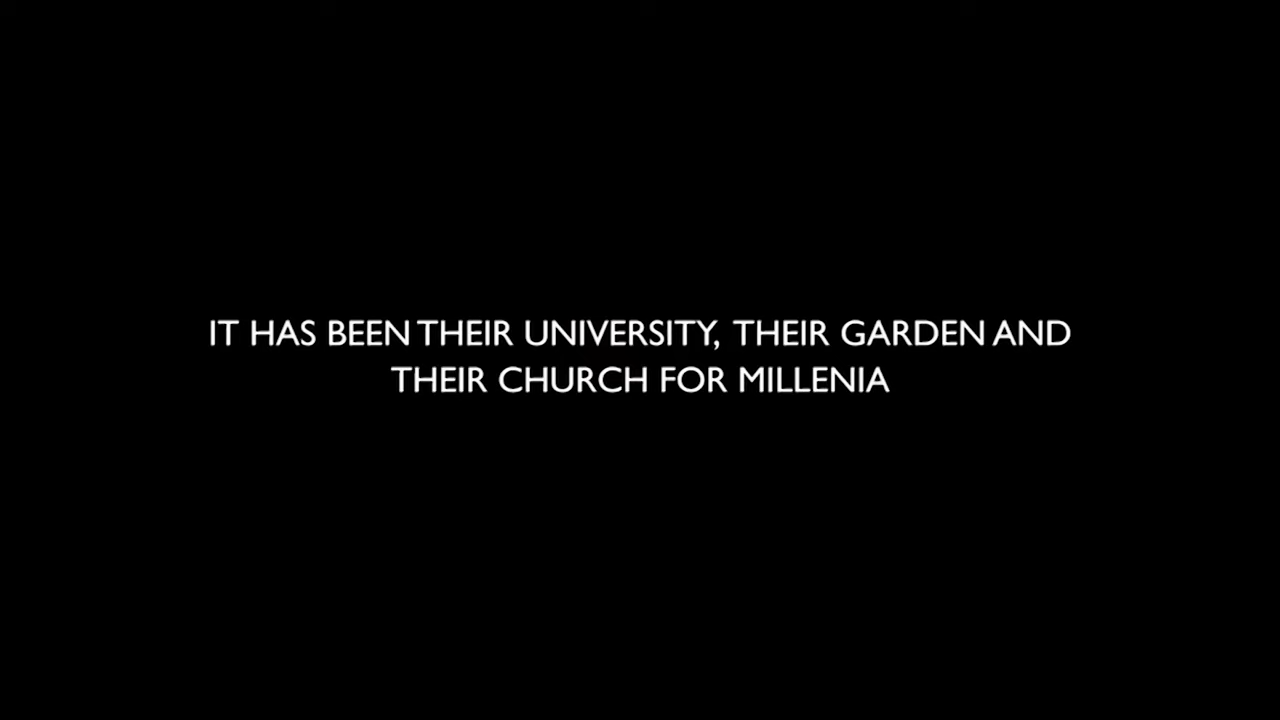 IT HAS BEEN THEIR UNIVERSITY, THEIR GARDEN AND
THEIR CHURCH FOR MILLENIA